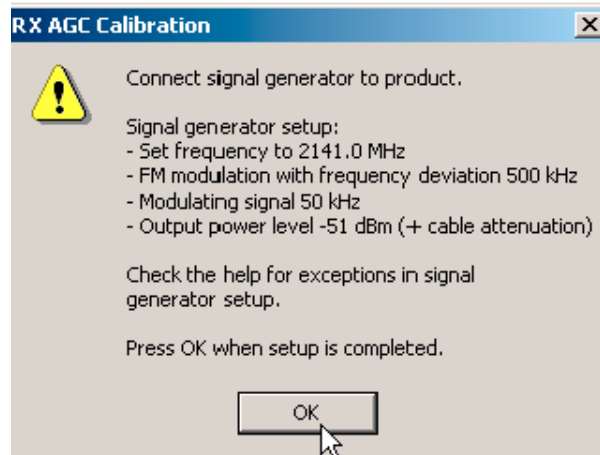 RX AGC Calibration
Connect signal generator to product.
Signal generator setup:
- Set frequency to 2141.0 MHz
- FM modulation with frequency deviation 500 kHz
- Modulating signal 50 kHz
- Output power level -51 dBm (+ cable attenuation)
Check the help for exceptions in signal
generator setup.
Press OK when setup is completed.
OK